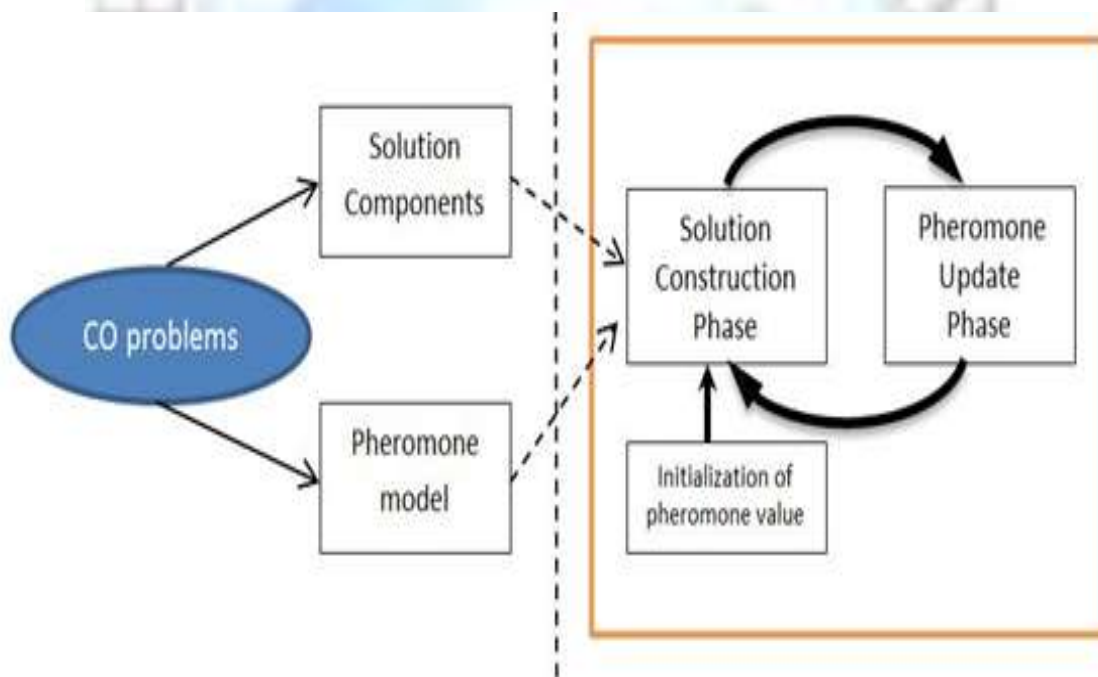 CO problems
Solution
Components
Pheromone
model
Solution
Construction
Phase
Pheromone
Update
Phase
Initialization of
pheromone value